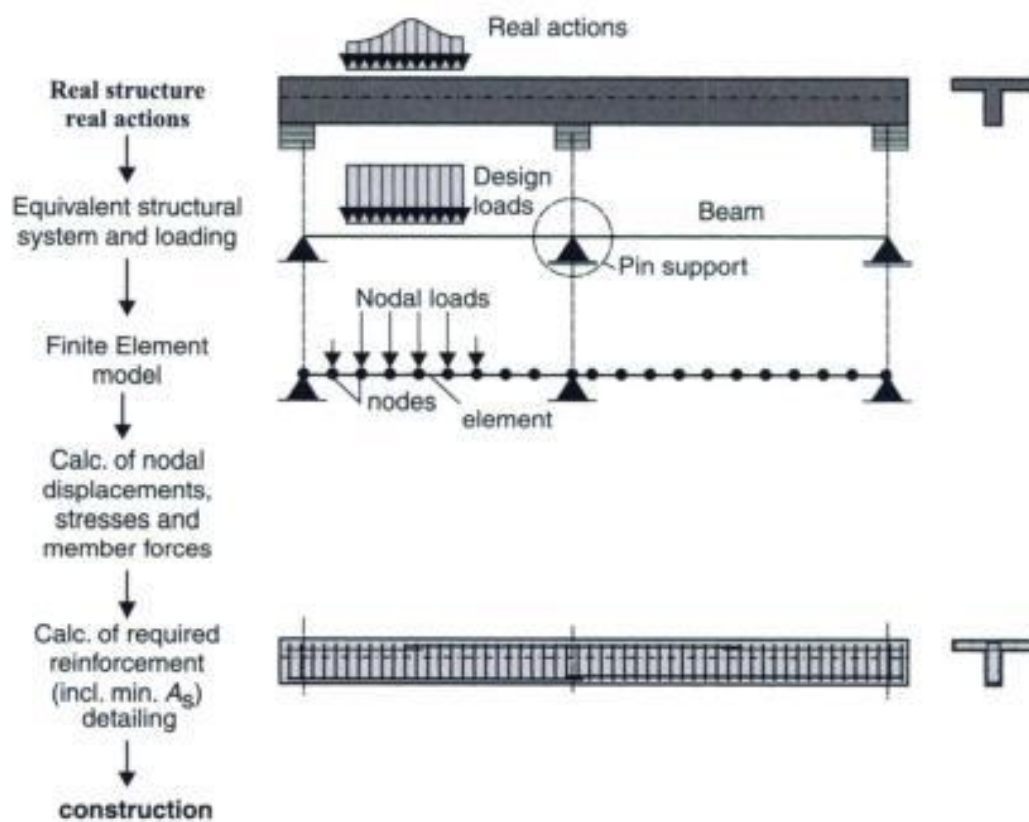 Real actions
Real structure
real actions
Design
loads
Equivalent structural
system and loading
Beam
Pin support
Nodal loads
Finite Element
model
nodes
element
Calc. of nodal
displacements,
stresses and
member forces
Calc. of required
reinforcement
(incl. min. As)
detailing
construction